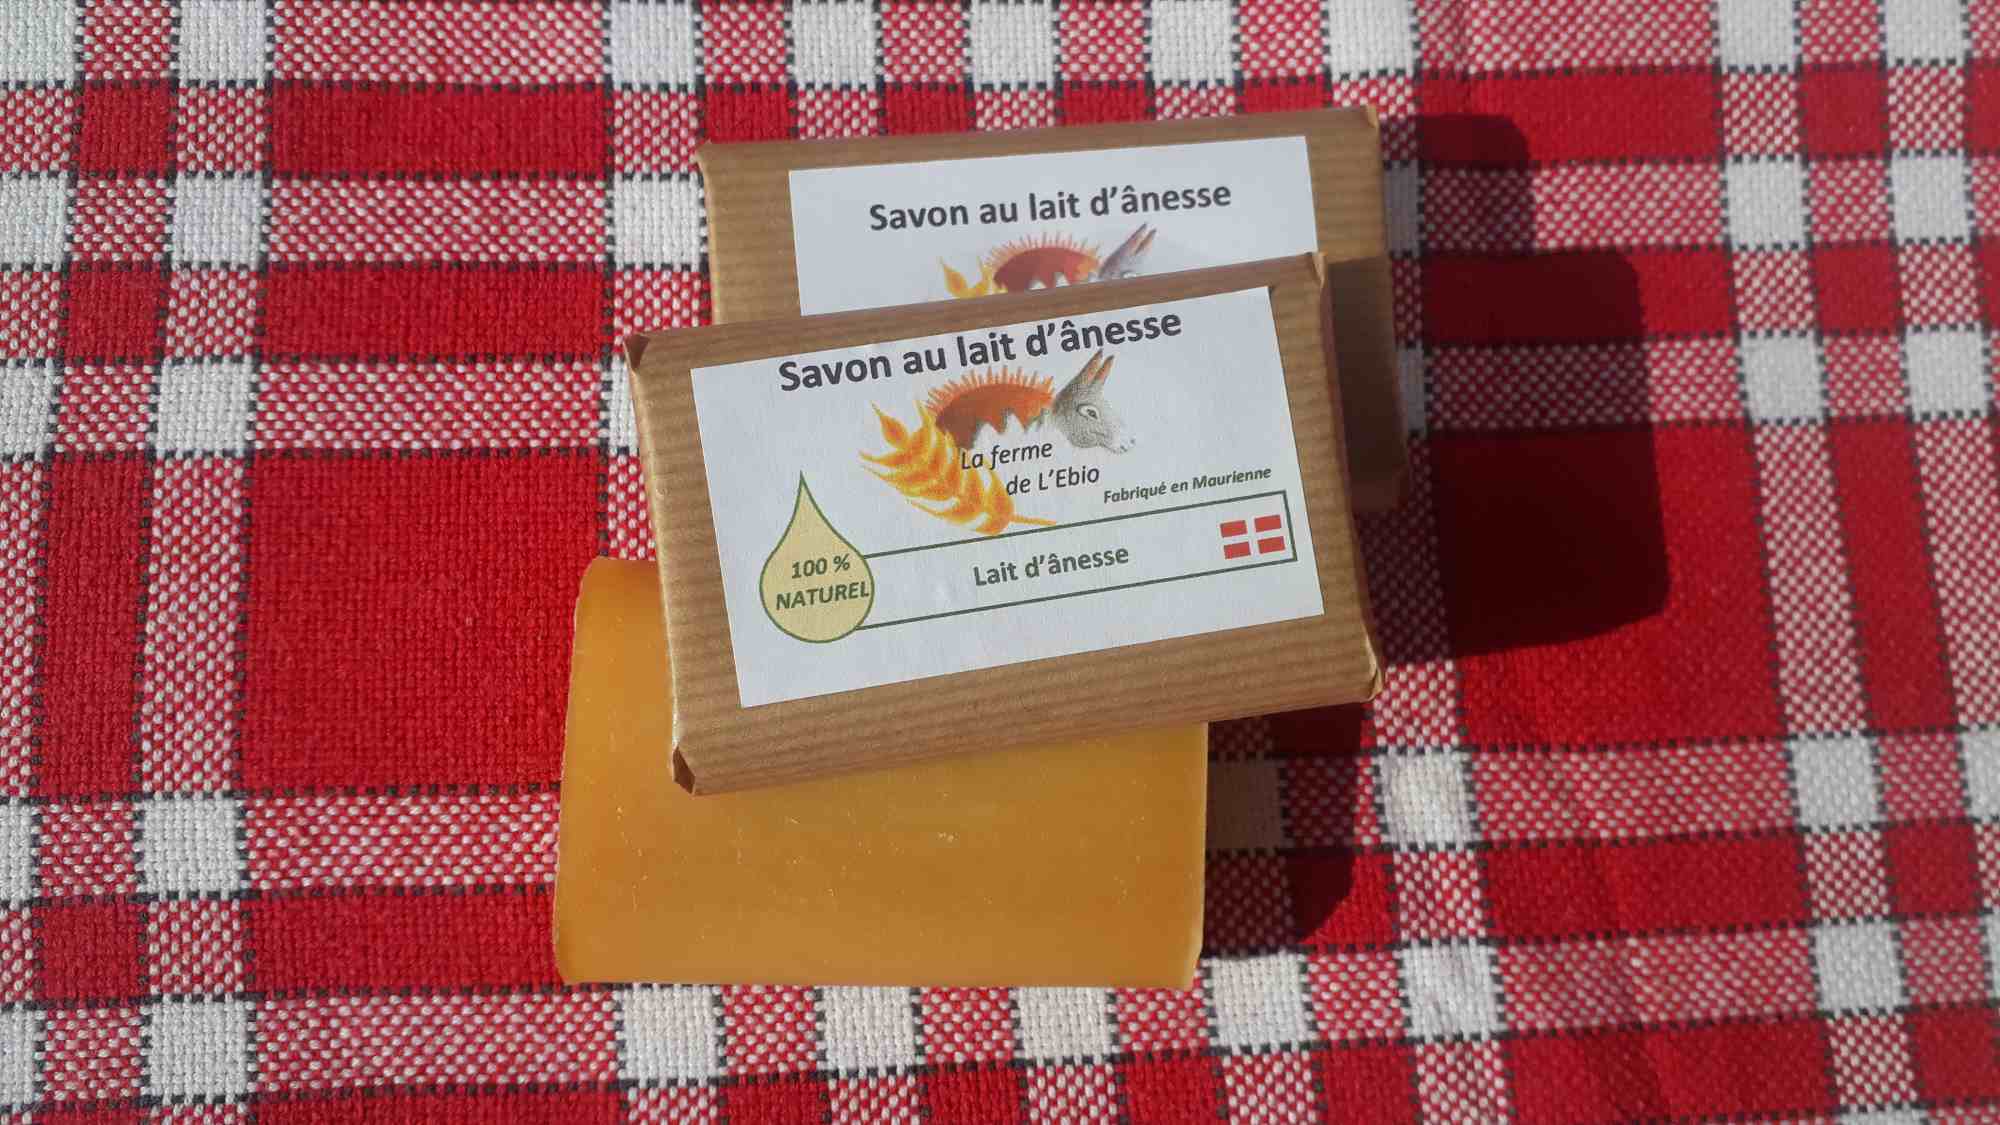 Savon au lait d'ânesse
Savon au lait d'ânesse
La ferme
de L'Ebio
Fabriqué en Maurienne
100 %
NATUREL
Lait d'ânesse